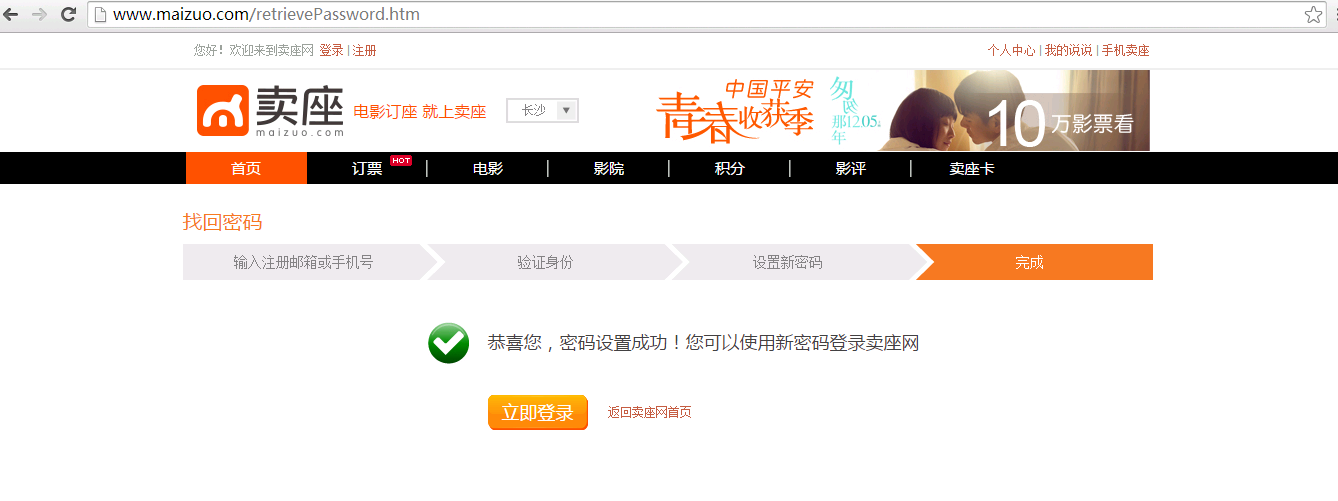 www.maizuo.com/retrievePassword.htm
您好！欢迎来到卖座网 登录 | 注册
个人中心 | 我的说说 | 手机卖座
卖座
maizuo.com
电影订座 就上卖座
长沙
中国平安
青春收获季
匆匆
那年
12.05
10万影票看
首页
订票 HOT
电影
影院
积分
影评
卖座卡
找回密码
输入注册邮箱或手机号
验证身份
设置新密码
完成
恭喜您，密码设置成功！您可以使用新密码登录卖座网
立即登录
返回卖座网首页